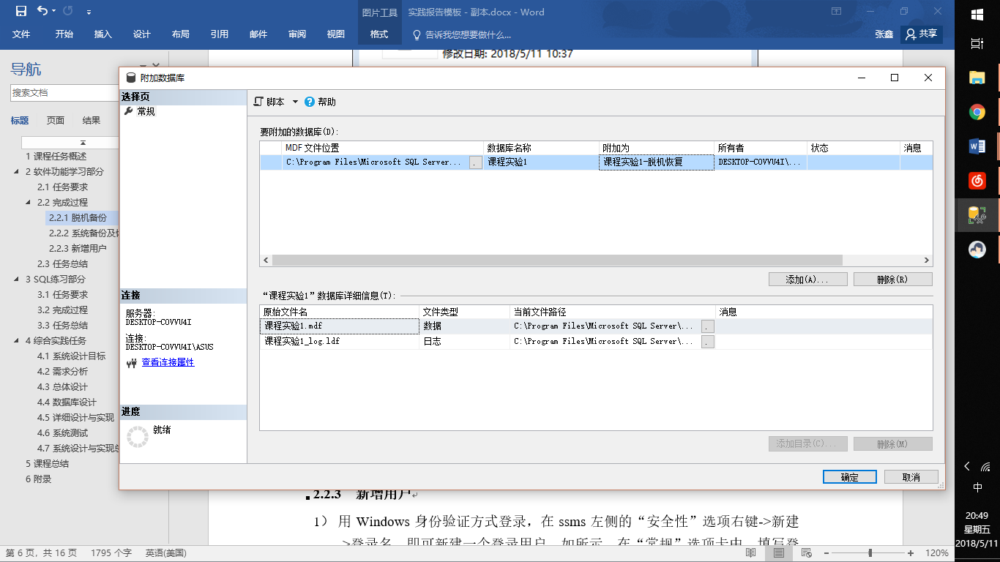 图片工具
实践报告模板 - 副本.docx - Word
文件
开始
插入
设计
布局
引用
邮件
审阅
视图
格式
告诉我您想要做什么...
张鑫
共享
导航
搜索文档
标题
页面
结果
1 课程任务概述
2 软件功能学习部分
2.1 任务要求
2.2 完成过程
2.2.1 脱机备份
2.2.2 系统备份及
2.2.3 新增用户
2.3 任务总结
3 SQL练习部分
3.1 任务要求
3.2 完成过程
3.3 任务总结
4 综合实践任务
4.1 系统设计目标
4.2 需求分析
4.3 总体设计
4.4 数据库设计
4.5 详细设计与实现
4.6 系统测试
4.7 系统设计与实现总
5 课程总结
6 附录
修改日期: 2018/5/11 10:37
附加数据库
选择页
常规
脚本
帮助
要附加的数据库(D):
MDF 文件位置
数据库名称
附加为
所有者
状态
消息
C:\Program Files\Microsoft SQL Server...
.
课程实验1
课程实验1-脱机恢复
DESKTOP-COVVU4I\...
添加(A)...
删除(R)
“课程实验1”数据库详细信息(T):
原始文件名
文件类型
当前文件路径
消息
课程实验1.mdf
数据
C:\Program Files\Microsoft SQL Server\...
.
课程实验1_log.ldf
日志
C:\Program Files\Microsoft SQL Server\...
.
添加目录(C)...
删除(M)
连接
服务器:
DESKTOP-COVVU4I
连接:
DESKTOP-COVVU4I\ASUS
查看连接属性
进度
就绪
确定
取消
2.2.3 新增用户
1） 用 Windows 身份验证方式登录，在 ssms 左侧的“安全性”选项右键->新建
->登录名，即可新建一个登录用户。如所示，在“常规”选项卡中，填写登
第 6 页，共 16 页
1795 个字
英语(美国)
120%
中
20:49
星期五
2018/5/11